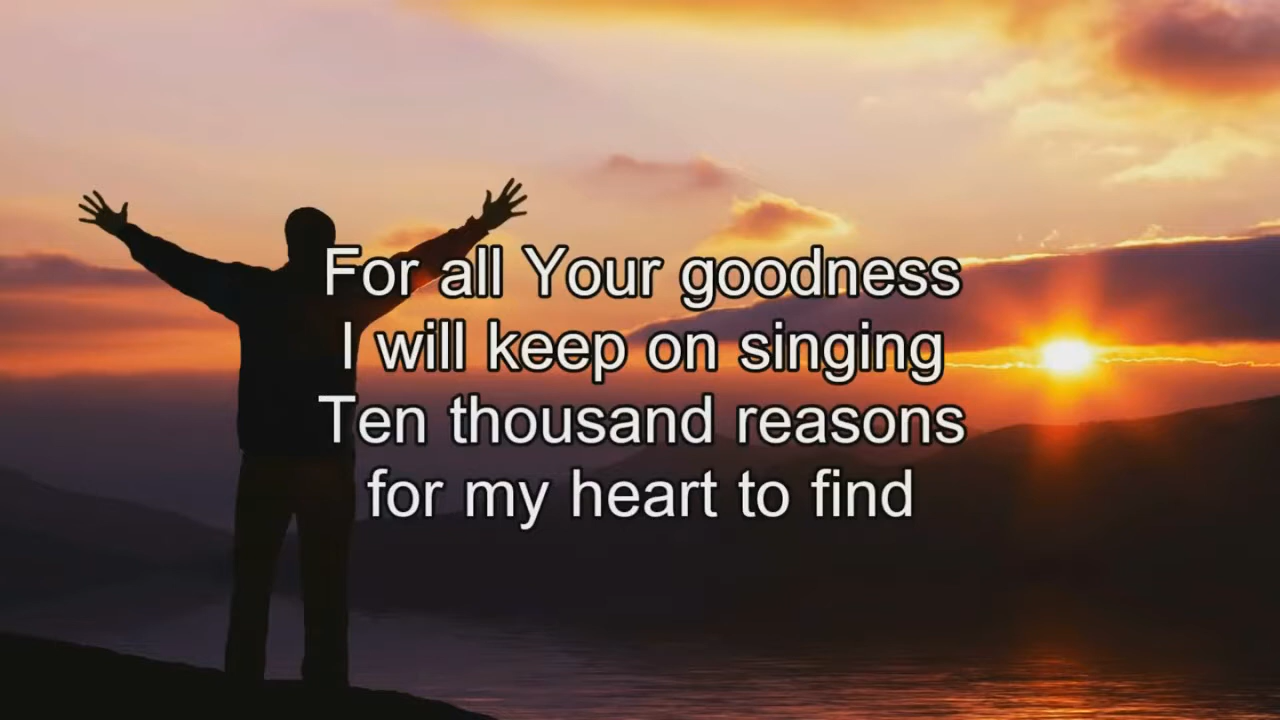 For all Your goodness
I will keep on singing
Ten thousand reasons
for my heart to find